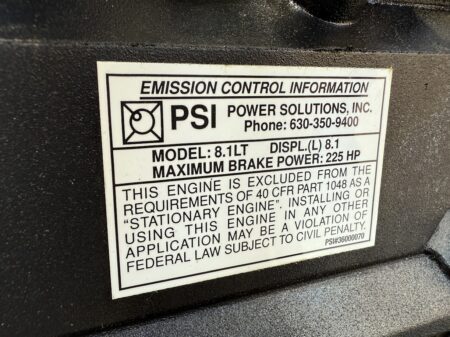 EMISSION CONTROL INFORMATION
PSI POWER SOLUTIONS, INC.
Phone: 630-350-9400
MODEL: 8.1LT DISPL.(L) 8.1
MAXIMUM BRAKE POWER: 225 HP
THIS ENGINE IS EXCLUDED FROM THE
REQUIREMENTS OF 40 CFR PART 1048 AS A
"STATIONARY ENGINE". INSTALLING OR
USING THIS ENGINE IN ANY OTHER
APPLICATION MAY BE A VIOLATION OF
FEDERAL LAW SUBJECT TO CIVIL PENALTY.
PSIW36000070